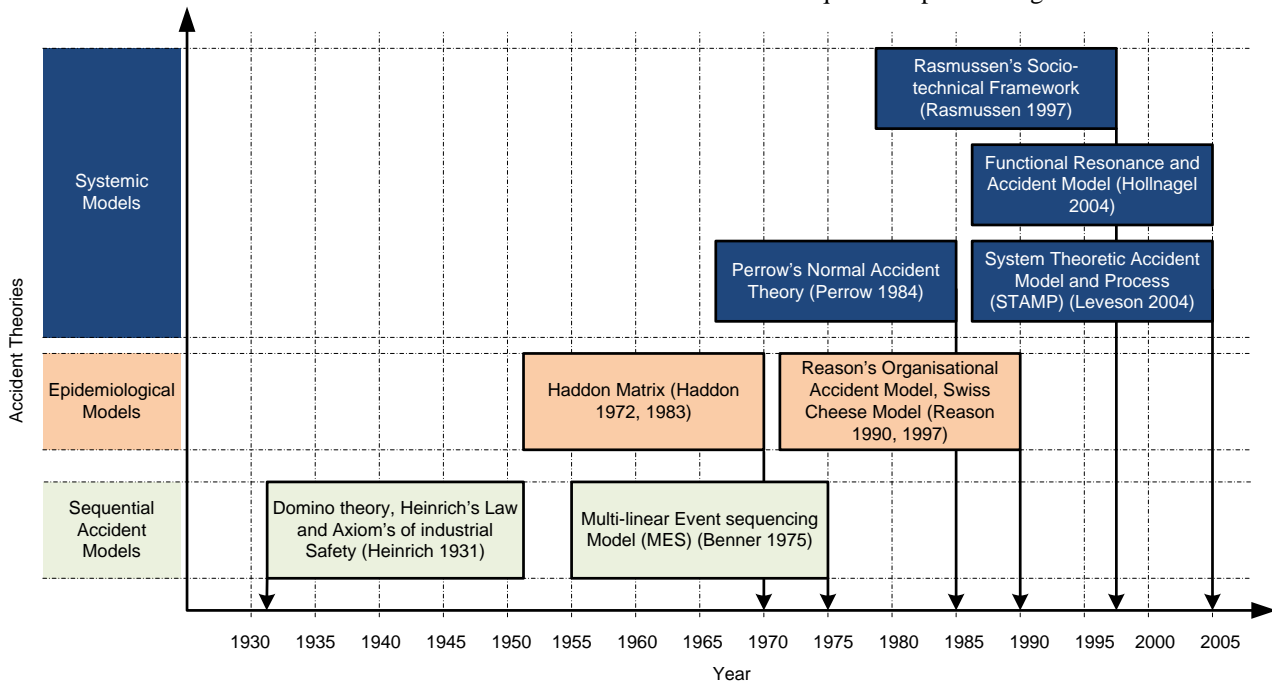 Rasmussen's Socio-
technical Framework
(Rasmussen 1997)
Functional Resonance and
Accident Model (Hollnagel
2004)
Systemic
Models
Perrow's Normal Accident
Theory (Perrow 1984)
System Theoretic Accident
Model and Process
(STAMP) (Leveson 2004)
Accident Theories
Epidemiological
Models
Haddon Matrix (Haddon
1972, 1983)
Reason's Organisational
Accident Model, Swiss
Cheese Model (Reason
1990, 1997)
Sequential
Accident
Models
Domino theory, Heinrich's Law
and Axiom's of industrial
Safety (Heinrich 1931)
Multi-linear Event sequencing
Model (MES) (Benner 1975)
1930 1935 1940 1945 1950 1955 1960 1965 1970 1975 1980 1985 1990 1995 2000 2005
Year